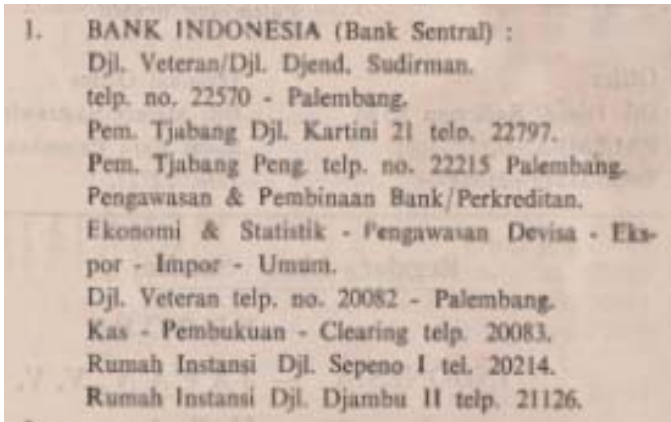 1. BANK INDONESIA (Bank Sentral) :
Djl. Veteran/Djl. Djend. Sudirman.
telp. no. 22570 - Palembang.
Pem. Tjabang Djl. Kartini 21 telp. 22797.
Pem. Tjabang Peng. telp. no. 22215 Palembang.
Pengawasan & Pembinaan Bank/Perkreditan.
Ekonomi & Statistik - Pengawasan Devisa - Eks-
por - Impor - Umum.
Djl. Veteran telp. no. 20082 - Palembang.
Kas - Pembukuan - Clearing telp. 20083.
Rumah Instansi Djl. Sepeno I tel. 20214.
Rumah Instansi Djl. Djambu II telp. 21126.